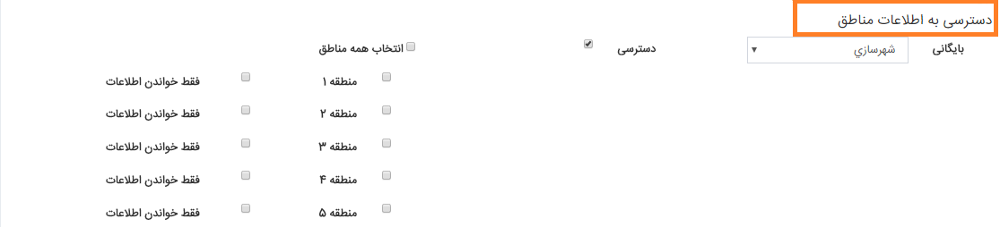 دسترسی به اطلاعات مناطق
بایگانی شهرسازي دسترسی انتخاب همه مناطق
منطقه ۱ فقط خواندن اطلاعات
منطقه ۲ فقط خواندن اطلاعات
منطقه ۳ فقط خواندن اطلاعات
منطقه ۴ فقط خواندن اطلاعات
منطقه ۵ فقط خواندن اطلاعات